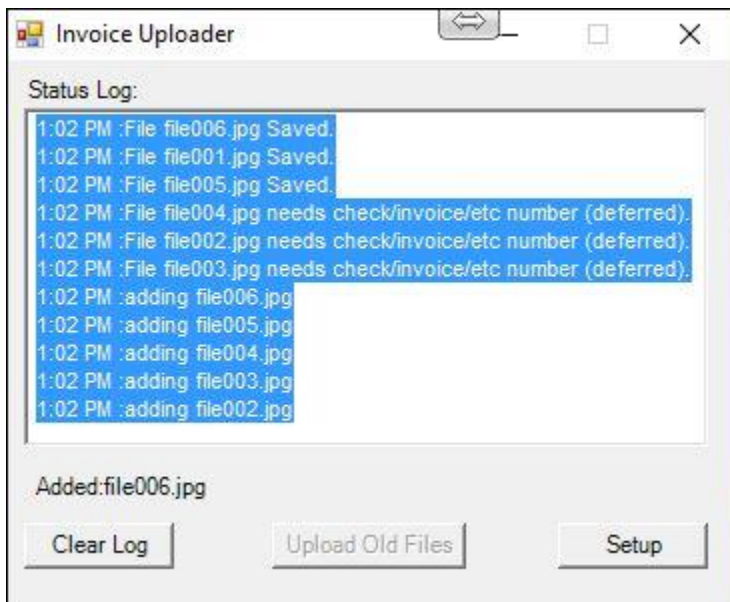 Invoice Uploader
Status Log:
1:02 PM :File file006.jpg Saved.
1:02 PM :File file001.jpg Saved.
1:02 PM :File file005.jpg Saved.
1:02 PM :File file004.jpg needs check/invoice/etc number (deferred).
1:02 PM :File file002.jpg needs check/invoice/etc number (deferred).
1:02 PM :File file003.jpg needs check/invoice/etc number (deferred).
1:02 PM :adding file006.jpg
1:02 PM :adding file005.jpg
1:02 PM :adding file004.jpg
1:02 PM :adding file003.jpg
1:02 PM :adding file002.jpg
Added:file006.jpg
Clear Log Upload Old Files Setup